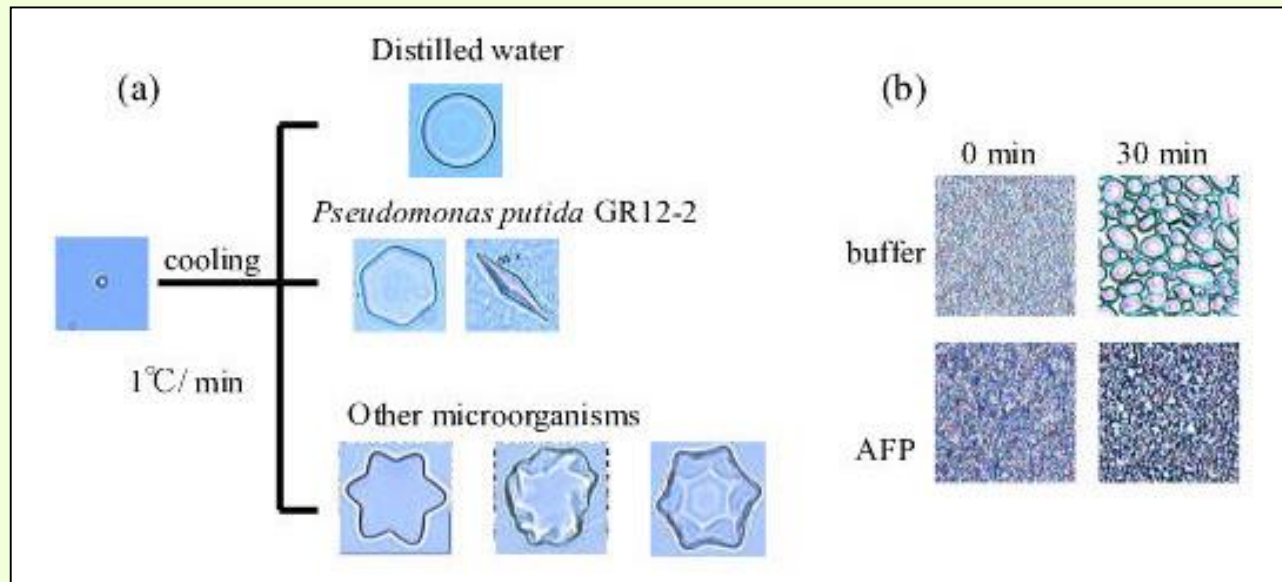 (a)
Distilled water
Pseudomonas putida GR12-2
cooling
1℃/ min
Other microorganisms
(b)
0 min 30 min
buffer
AFP